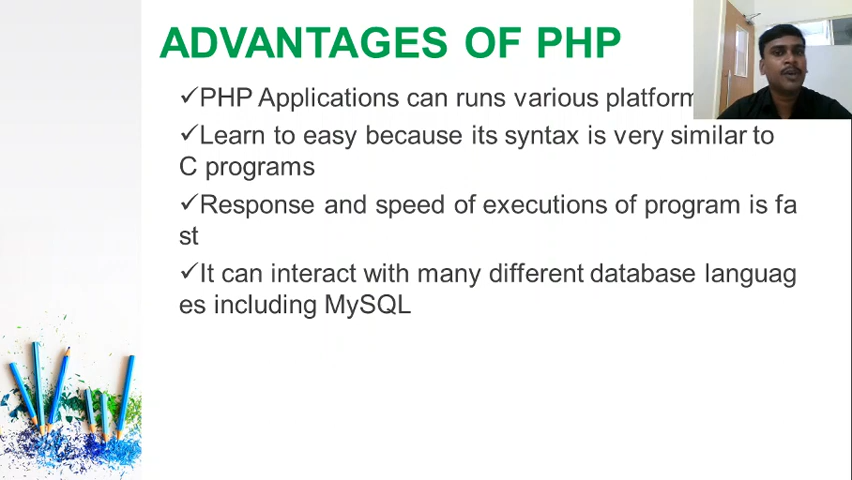 ADVANTAGES OF PHP
✓PHP Applications can runs various platform
✓Learn to easy because its syntax is very similar to
C programs
✓Response and speed of executions of program is fa
st
✓It can interact with many different database languag
es including MySQL